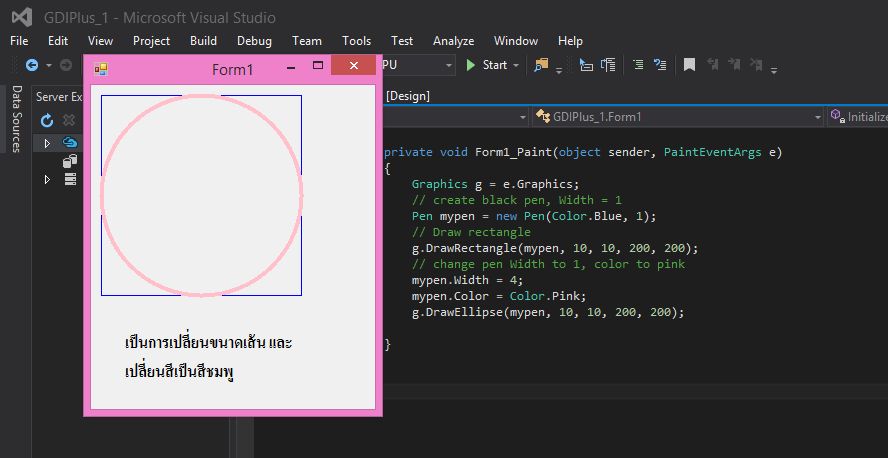 GDIPlus_1 - Microsoft Visual Studio
File Edit View Project Build Debug Team Tools Test Analyze Window Help
Form1
PU Start
Data Sources
Server Ex
[Design]
GDIPlus_1.Form1 Initialize
private void Form1_Paint(object sender, PaintEventArgs e)
{
Graphics g = e.Graphics;
// create black pen, Width = 1
Pen mypen = new Pen(Color.Blue, 1);
// Draw rectangle
g.DrawRectangle(mypen, 10, 10, 200, 200);
// change pen Width to 1, color to pink
mypen.Width = 4;
mypen.Color = Color.Pink;
g.DrawEllipse(mypen, 10, 10, 200, 200);
}
เป็นการเปลี่ยนขนาดเส้น และ
เปลี่ยนสีเป็นสีชมพู